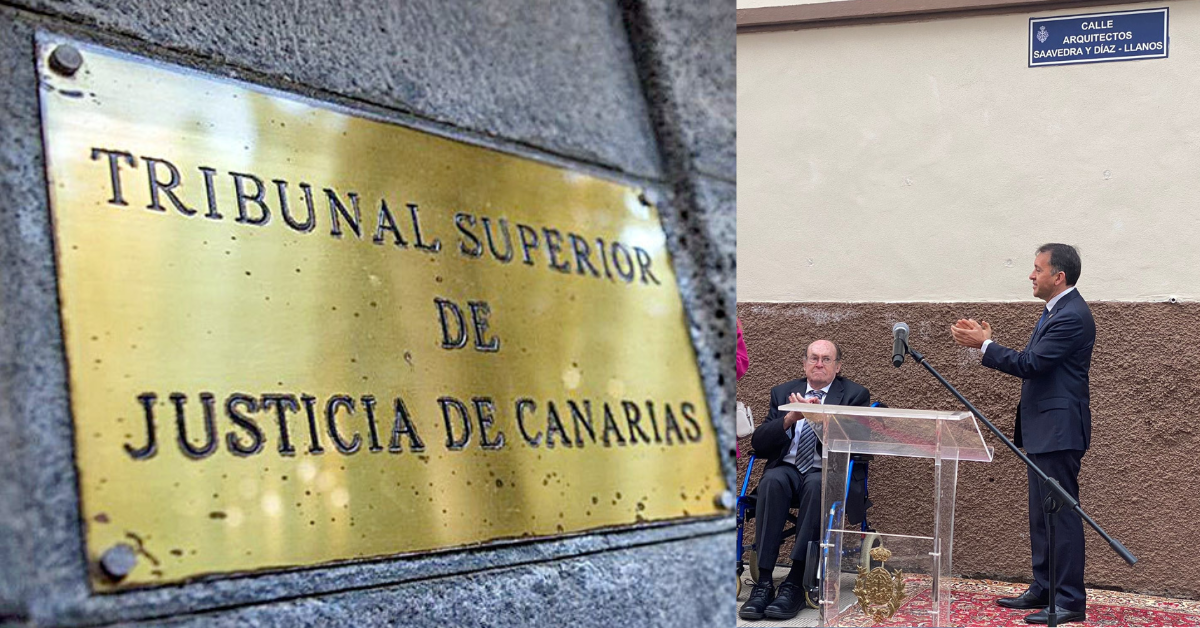 TRIBUNAL SUPERIOR
DE
JUSTICIA DE CANARIAS
CALLE
ARQUITECTOS
SAAVEDRA Y DÍAZ - LLANOS